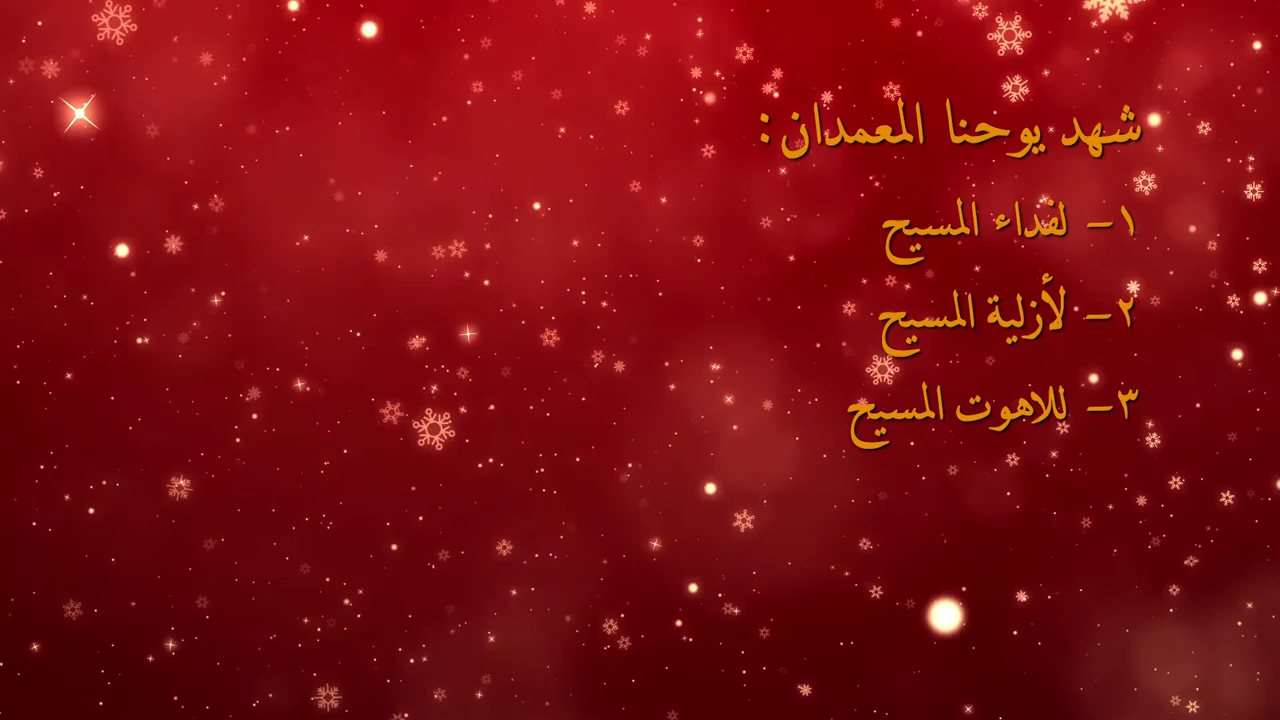 شهد يوحنا المعمدان:
١- لفداء المسيح
٢- لأزلية المسيح
٣- للاهوت المسيح